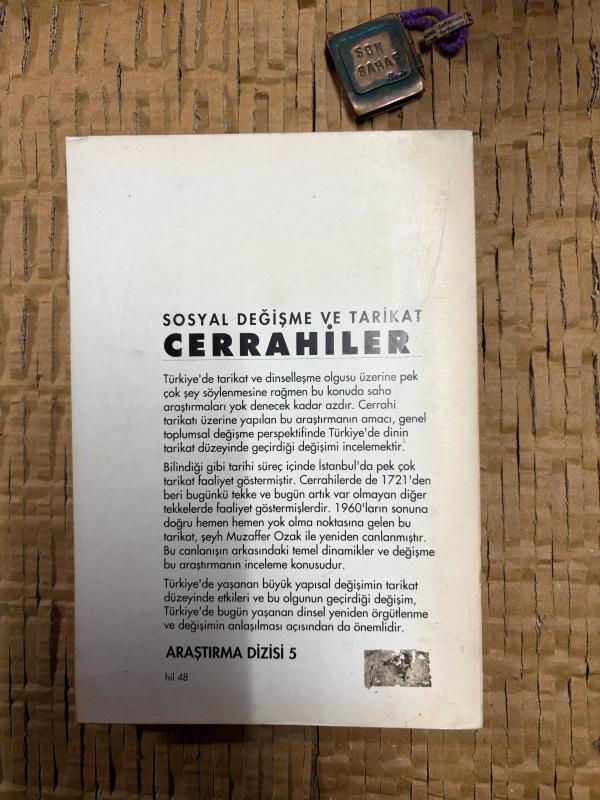 SON
SAHAF
SOSYAL DEĞİŞME VE TARİKAT
CERRAHİLER
Türkiye'de tarikat ve dinselleşme olgusu üzerine pek
çok şey söylenmesine rağmen bu konuda saha
araştırmaları yok denecek kadar azdır. Cerrahi
tarikatı üzerine yapılan bu araştırmanın amacı, genel
toplumsal değişme perspektifinde Türkiye'de dinin
tarikat düzeyinde geçirdiği değişimi incelemektir.
Bilindiği gibi tarihi süreç içinde İstanbul'da pek çok
tarikat faaliyet göstermiştir. Cerrahilerde de 1721'den
beri bugünkü tekke ve bugün artık var olmayan diğer
tekkelerde faaliyet göstermişlerdir. 1960'ların sonuna
doğru hemen hemen yok olma noktasına gelen bu
tarikat, şeyh Muzaffer Ozak ile yeniden canlanmıştır.
Bu canlanışın arkasındaki temel dinamikler ve değişme
bu araştırmanın inceleme konusudur.
Türkiye'de yaşanan büyük yapısal değişimin tarikat
düzeyinde etkileri ve bu olgunun geçirdiği değişim,
Türkiye'de bugün yaşanan dinsel yeniden örgütlenme
ve değişimin anlaşılması açısından da önemlidir.
ARAŞTIRMA DİZİSİ 5
hil 48